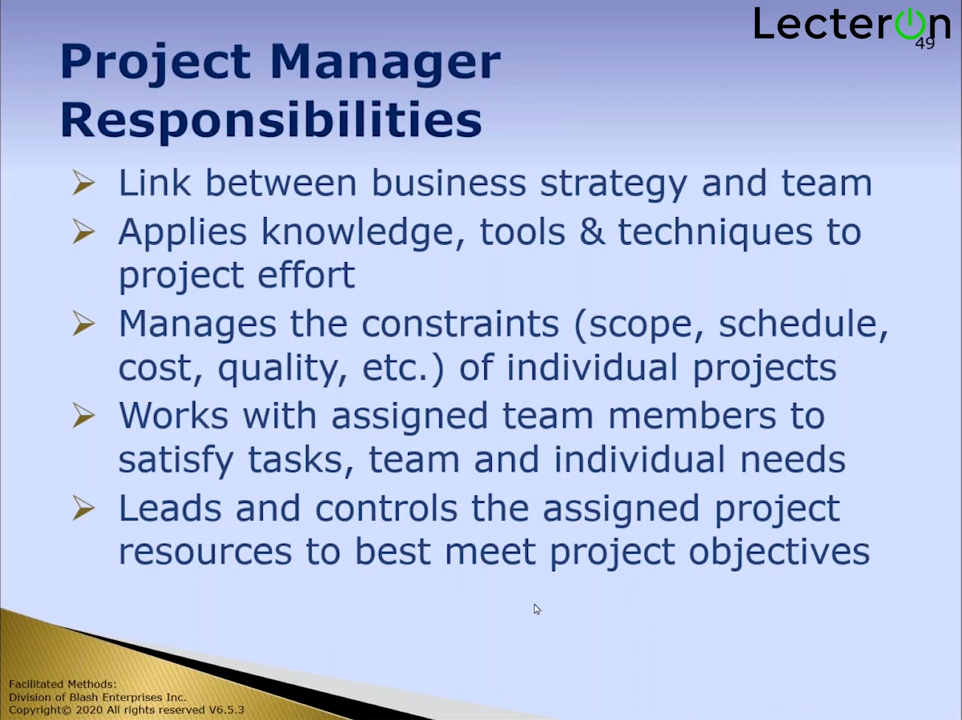 LecterOn
49
Project Manager
Responsibilities
Link between business strategy and team
Applies knowledge, tools & techniques to
project effort
Manages the constraints (scope, schedule,
cost, quality, etc.) of individual projects
Works with assigned team members to
satisfy tasks, team and individual needs
Leads and controls the assigned project
resources to best meet project objectives
Facilitated Methods:
Division of Blash Enterprises Inc.
Copyright© 2020 All rights reserved V6.5.3